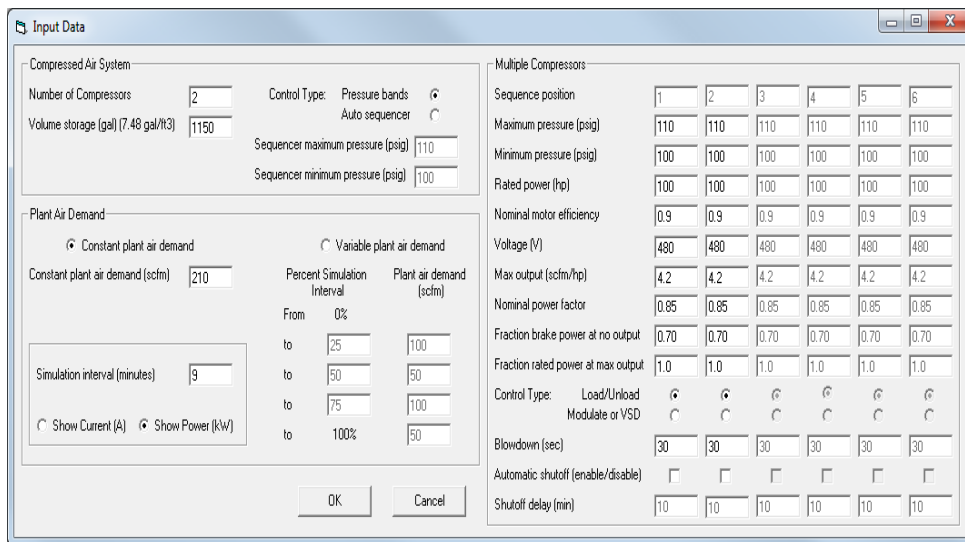 Input Data
Compressed Air System
Number of Compressors 2
Volume storage (gal) (7.48 gal/ft3) 1150
Control Type: Pressure bands
Auto sequencer
Sequencer maximum pressure (psig) 110
Sequencer minimum pressure (psig) 100
Plant Air Demand
Constant plant air demand
Variable plant air demand
Constant plant air demand (scfm) 210
Percent Simulation Interval
Plant air demand (scfm)
From 0%
to 25 100
to 50 50
to 75 100
to 100% 50
Simulation interval (minutes) 9
Show Current (A) Show Power (kW)
OK Cancel
Multiple Compressors
Sequence position 1 2 3 4 5 6
Maximum pressure (psig) 110 110 110 110 110 110
Minimum pressure (psig) 100 100 100 100 100 100
Rated power (hp) 100 100 100 100 100 100
Nominal motor efficiency 0.9 0.9 0.9 0.9 0.9 0.9
Voltage (V) 480 480 480 480 480 480
Max output (scfm/hp) 4.2 4.2 4.2 4.2 4.2 4.2
Nominal power factor 0.85 0.85 0.85 0.85 0.85 0.85
Fraction brake power at no output 0.70 0.70 0.70 0.70 0.70 0.70
Fraction rated power at max output 1.0 1.0 1.0 1.0 1.0 1.0
Control Type: Load/Unload
Modulate or VSD
Blowdown (sec) 30 30 30 30 30 30
Automatic shutoff (enable/disable)
Shutoff delay (min) 10 10 10 10 10 10